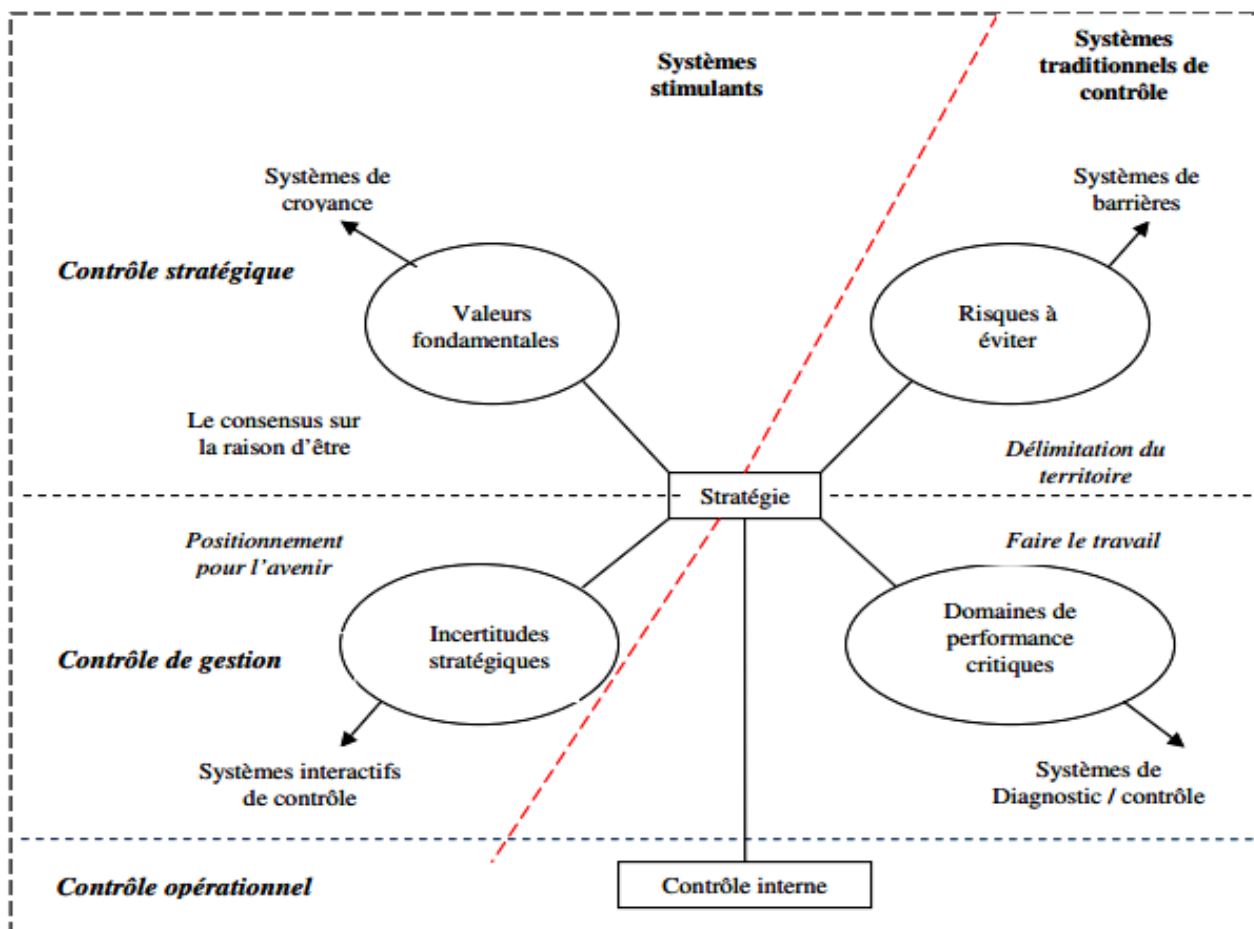 Systèmes
stimulants
Systèmes
traditionnels de
contrôle
Systèmes de
croyance
Systèmes de
barrières
Contrôle stratégique
Valeurs
fondamentales
Risques à
éviter
Le consensus sur
la raison d'être
Délimitation du
territoire
Stratégie
Positionnement
pour l'avenir
Faire le travail
Contrôle de gestion
Incertitudes
stratégiques
Domaines de
performance
critiques
Systèmes interactifs
de contrôle
Systèmes de
Diagnostic / contrôle
Contrôle opérationnel
Contrôle interne